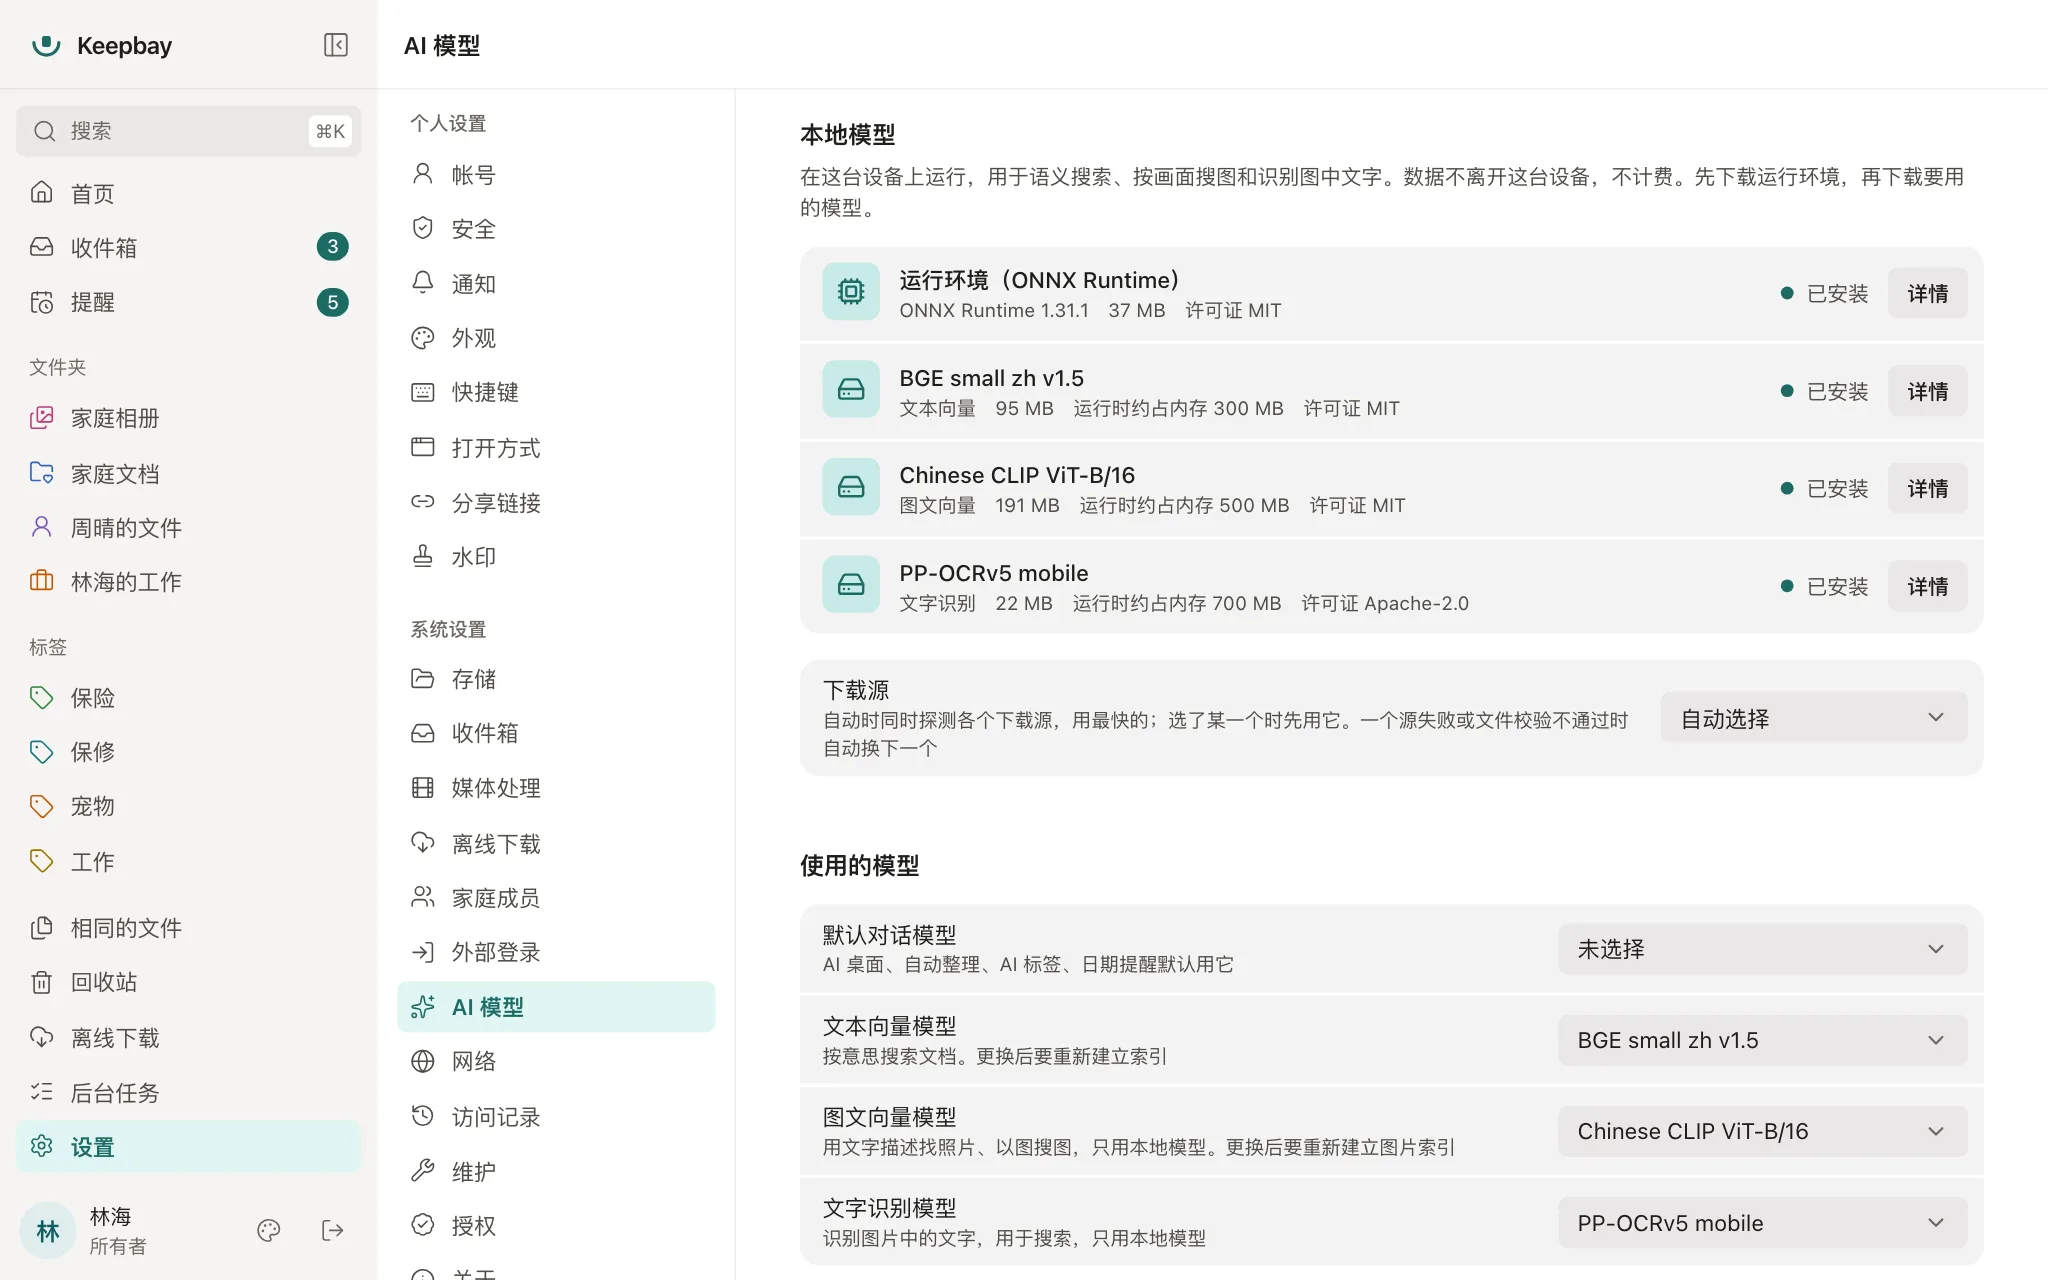 Keepbay
搜索
⌘K
首页
收件箱
3
提醒
5
文件夹
家庭相册
家庭文档
周晴的文件
林海的工作
标签
保险
保修
宠物
工作
相同的文件
回收站
离线下载
后台任务
设置
林
林海
所有者
AI 模型
个人设置
帐号
安全
通知
外观
快捷键
打开方式
分享链接
水印
系统设置
存储
收件箱
媒体处理
离线下载
家庭成员
外部登录
AI 模型
网络
访问记录
维护
授权
本地模型
在这台设备上运行，用于语义搜索、按画面搜图和识别图中文字。数据不离开这台设备，不计费。先下载运行环境，再下载要用
的模型。
运行环境（ONNX Runtime）
ONNX Runtime 1.31.1 37 MB 许可证 MIT
已安装
详情
BGE small zh v1.5
文本向量 95 MB 运行时约占内存 300 MB 许可证 MIT
已安装
详情
Chinese CLIP ViT-B/16
图文向量 191 MB 运行时约占内存 500 MB 许可证 MIT
已安装
详情
PP-OCRv5 mobile
文字识别 22 MB 运行时约占内存 700 MB 许可证 Apache-2.0
已安装
详情
下载源
自动时同时探测各个下载源，用最快的；选了某一个时先用它。一个源失败或文件校验不通过时
自动换下一个
自动选择
使用的模型
默认对话模型
AI 桌面、自动整理、AI 标签、日期提醒默认用它
未选择
文本向量模型
按意思搜索文档。更换后要重新建立索引
BGE small zh v1.5
图文向量模型
用文字描述找照片、以图搜图，只用本地模型。更换后要重新建立图片索引
Chinese CLIP ViT-B/16
文字识别模型
识别图片中的文字，用于搜索，只用本地模型
PP-OCRv5 mobile